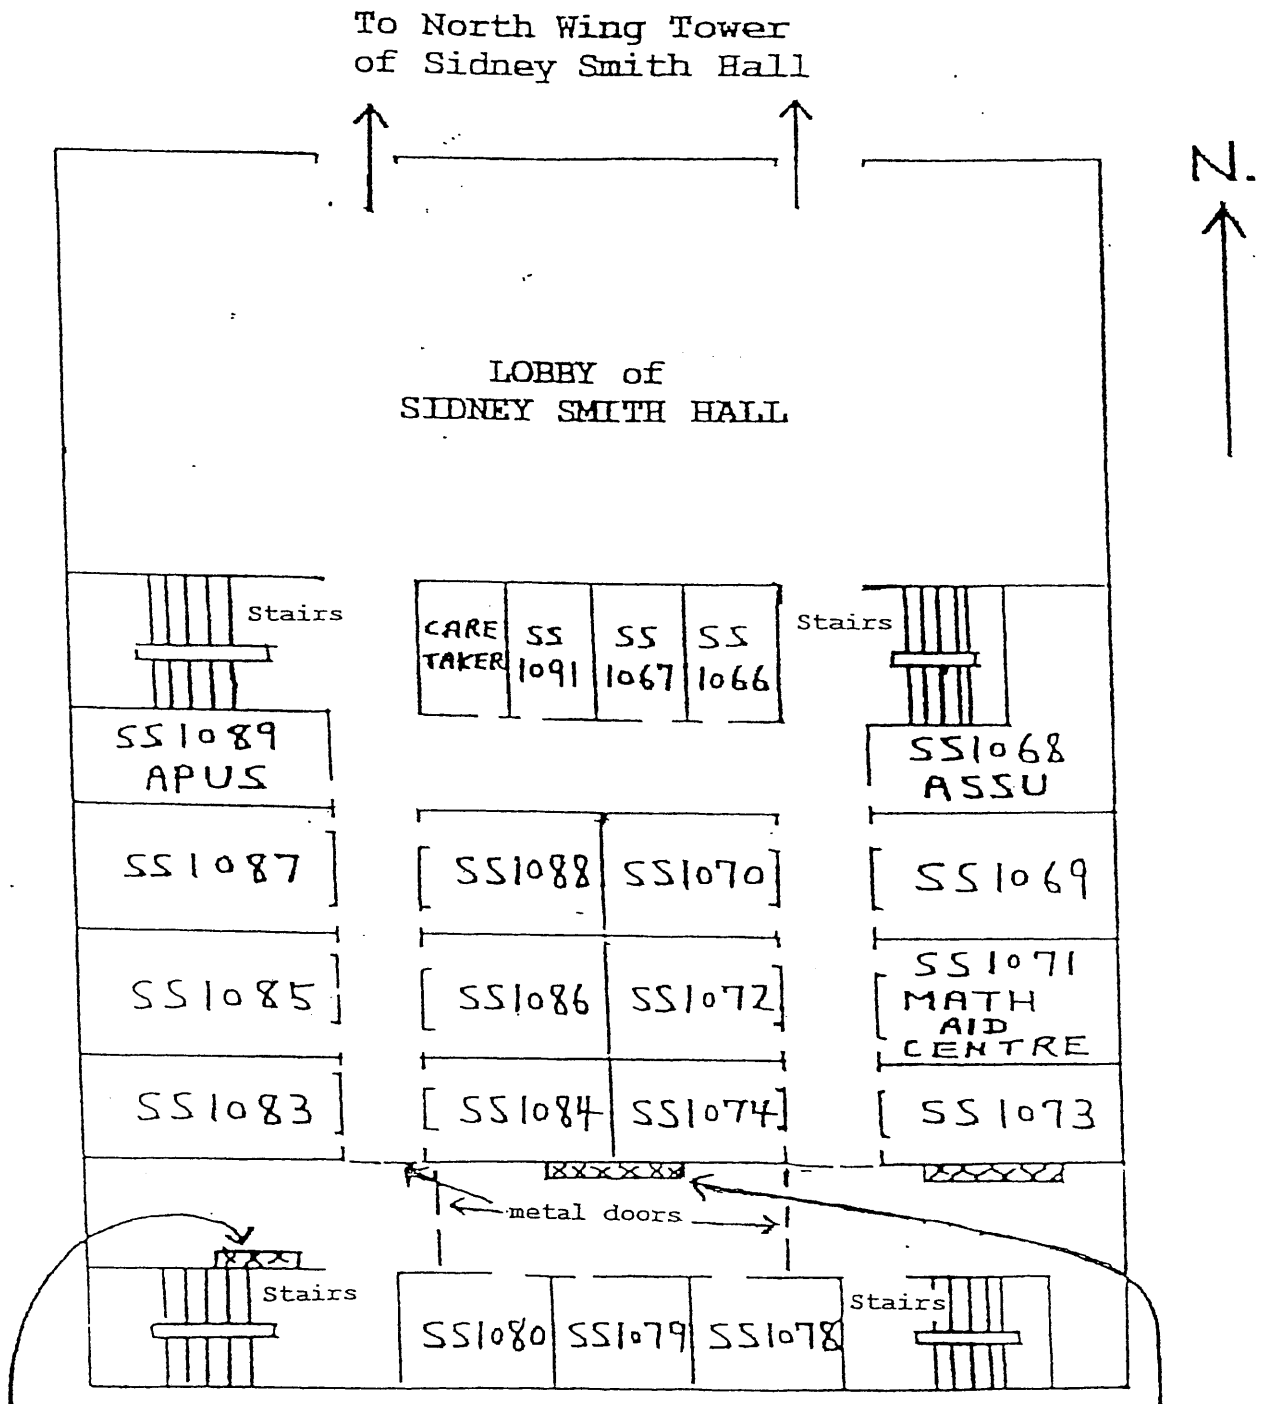 To North Wing Tower
of Sidney Smith Hall
N.
LOBBY of
SIDNEY SMITH HALL
Stairs
CARE
TAKER
SS
1091
SS
1067
SS
1066
Stairs
SS1089
APUS
SS1068
ASSU
SS1087
SS1088
SS1070
SS1069
SS1085
SS1086
SS1072
SS1071
MATH
AID
CENTRE
SS1083
SS1084
SS1074
SS1073
metal doors
Stairs
SS1080
SS1079
SS1078
Stairs